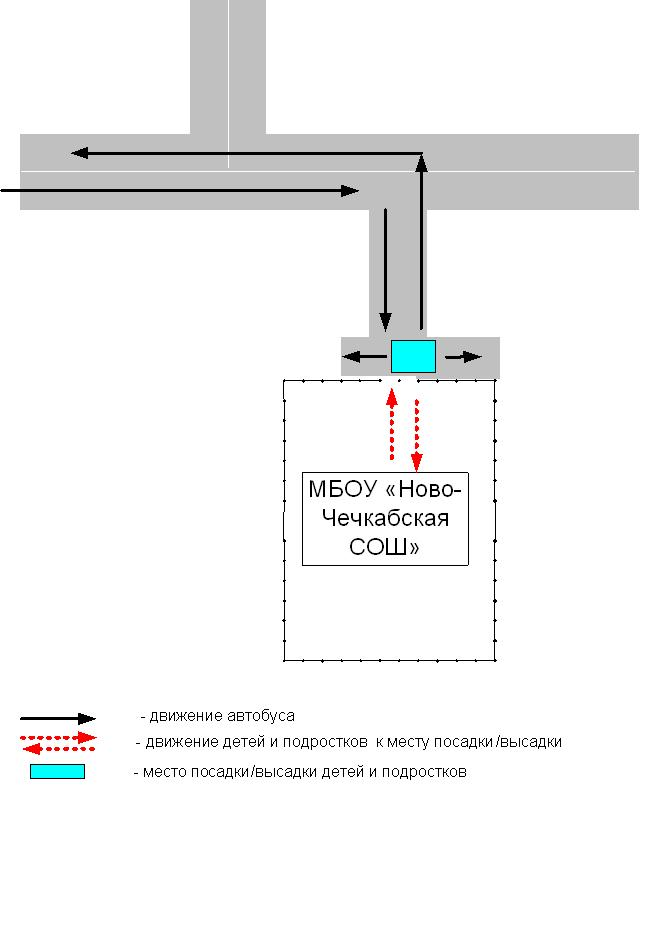 МБОУ «Ново-
Чечкабская
СОШ»
- движение автобуса
- движение детей и подростков к месту посадки/высадки
- место посадки/высадки детей и подростков